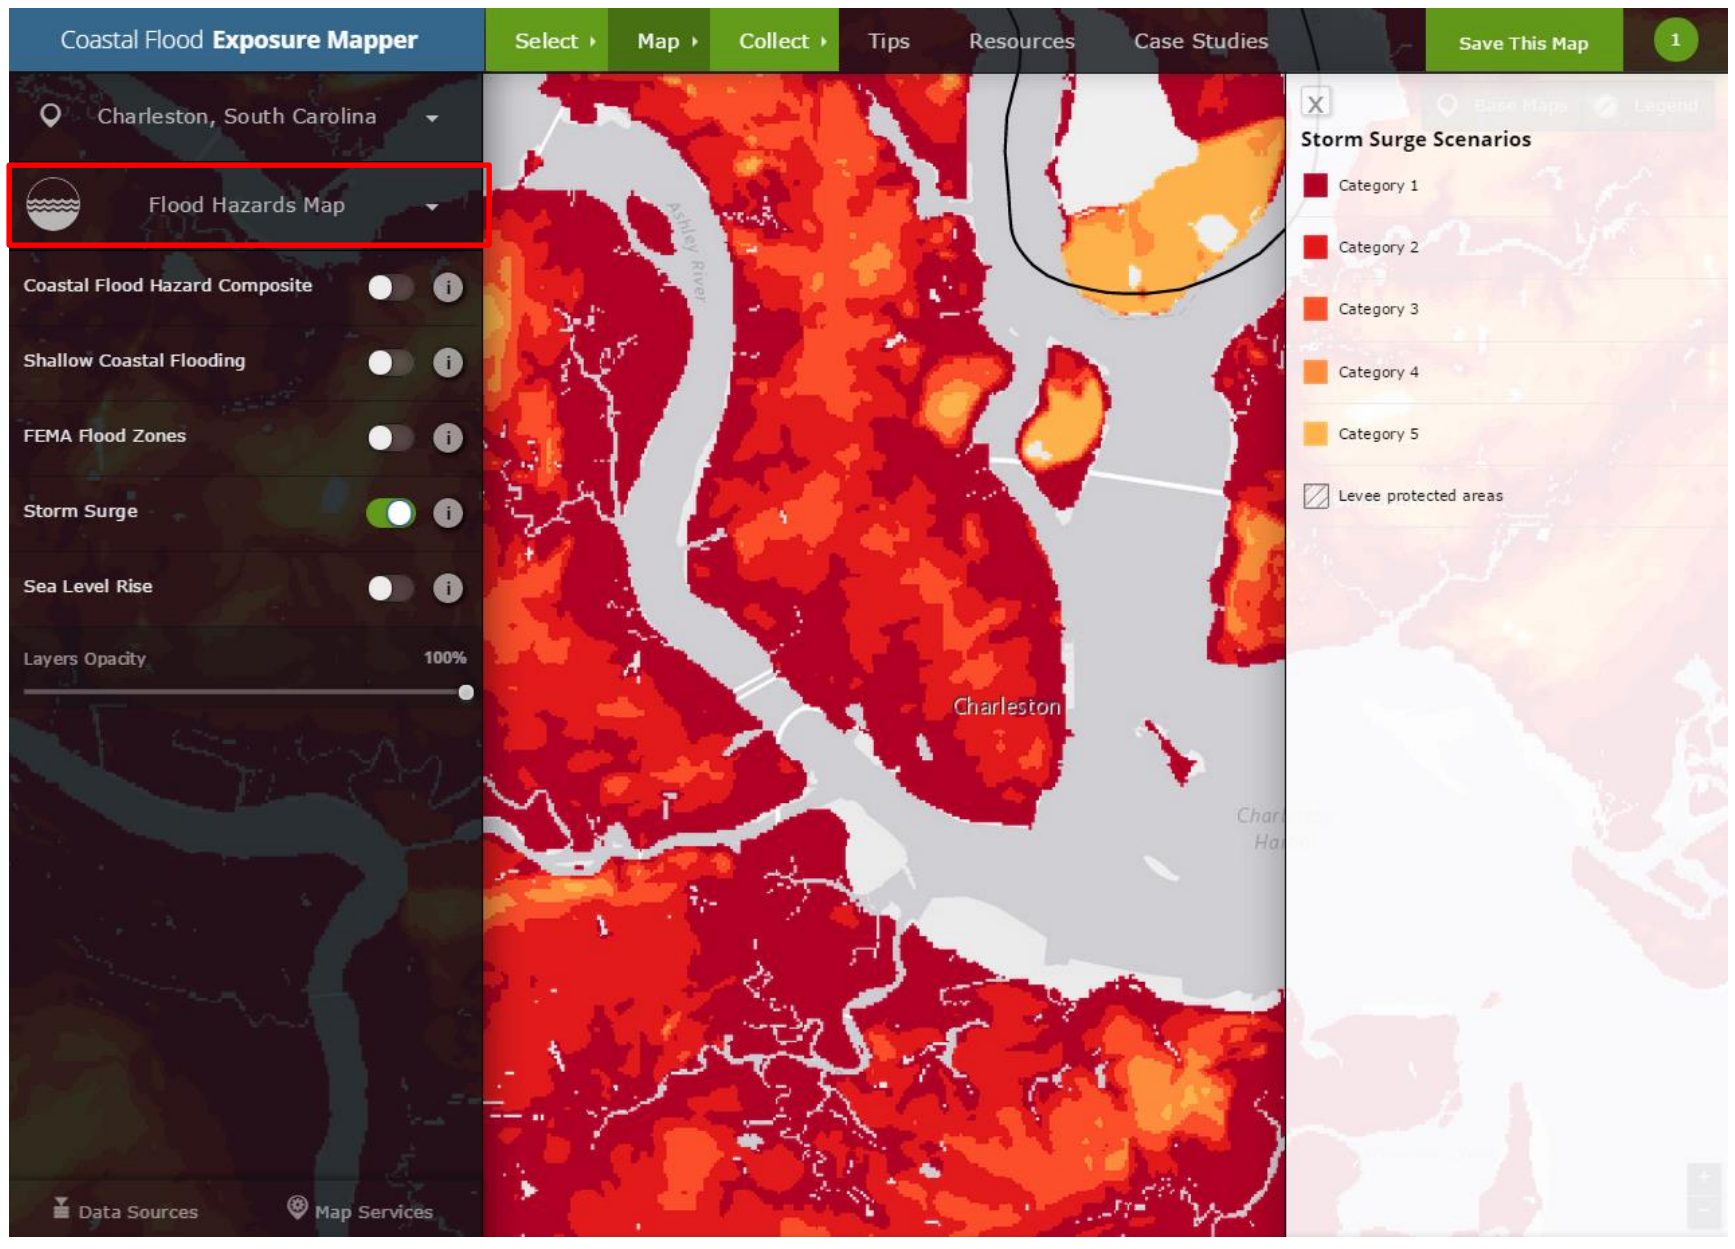 Coastal Flood Exposure Mapper
Select
Map
Collect
Tips
Resources
Case Studies
Save This Map
1
Charleston, South Carolina
Flood Hazards Map
Coastal Flood Hazard Composite
i
Shallow Coastal Flooding
i
FEMA Flood Zones
i
Storm Surge
i
Sea Level Rise
i
Layers Opacity
100%
Data Sources
Map Services
Ashley River
Charleston
X
Base Maps
Legend
Storm Surge Scenarios
Category 1
Category 2
Category 3
Category 4
Category 5
Levee protected areas